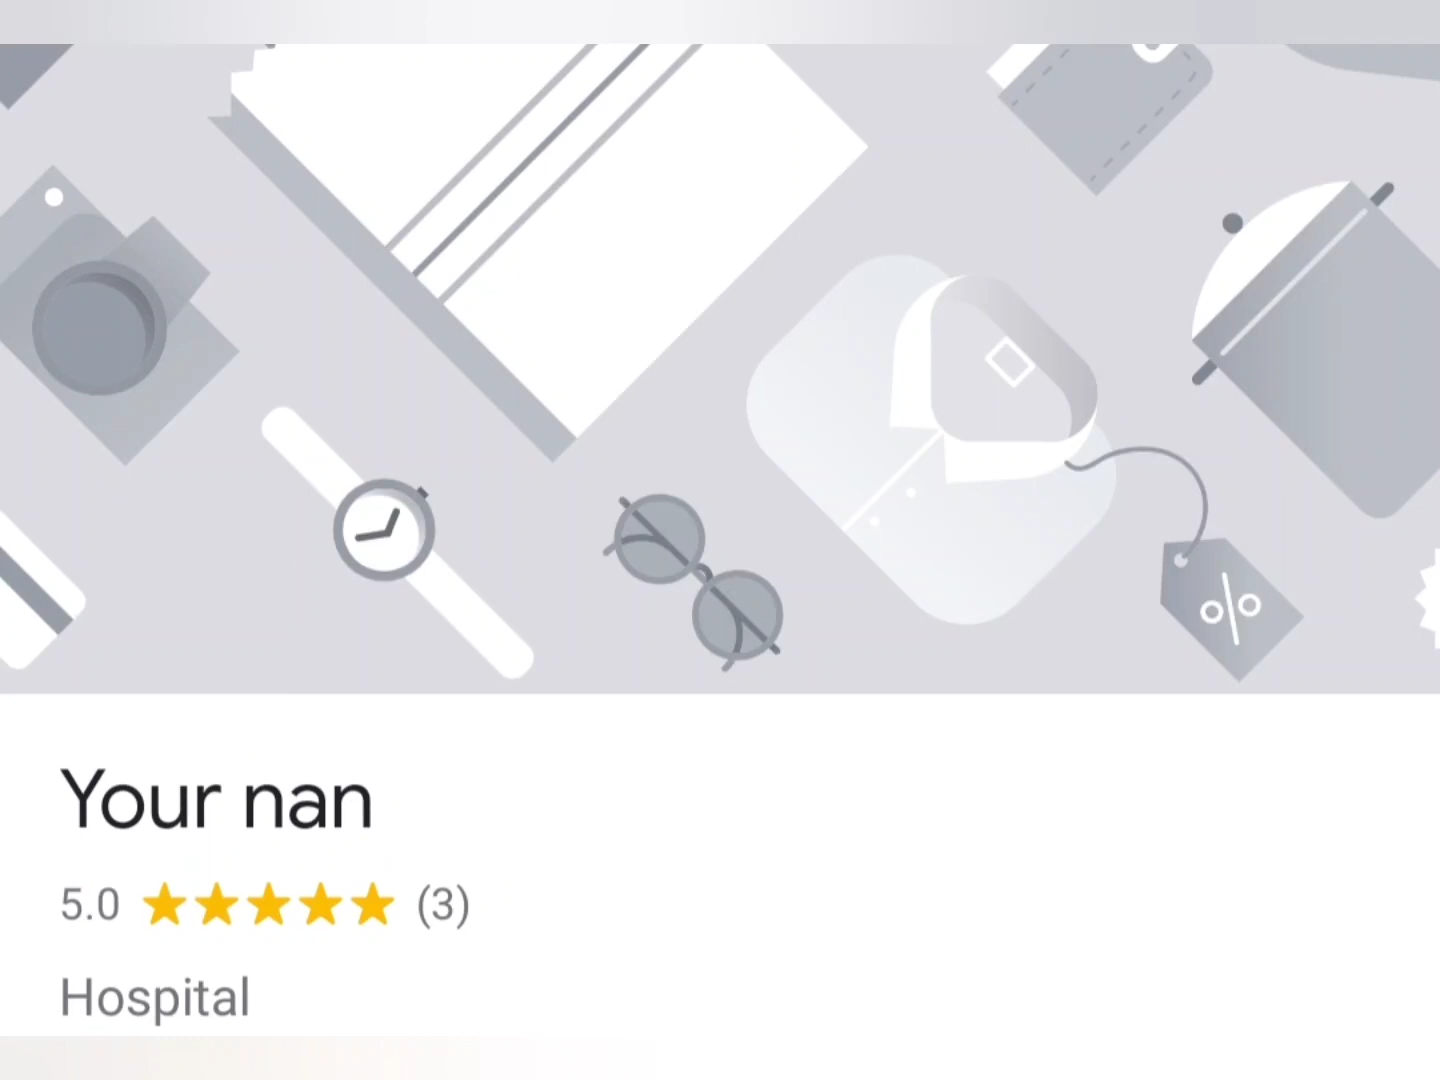 %
Your nan
5.0 ★★★★★ (3)
Hospital